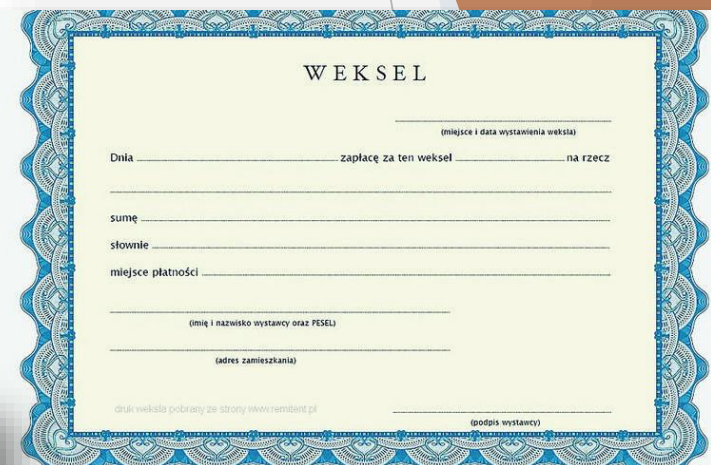 WEKSEL
(miejsce i data wystawienia weksla)
Dnia zapłacę za ten weksel na rzecz
sumę
słownie
miejsce płatności
(imię i nazwisko wystawcy oraz PESEL)
(adres zamieszkania)
druk weksla pobrany ze strony www.remitent.pl
(podpis wystawcy)